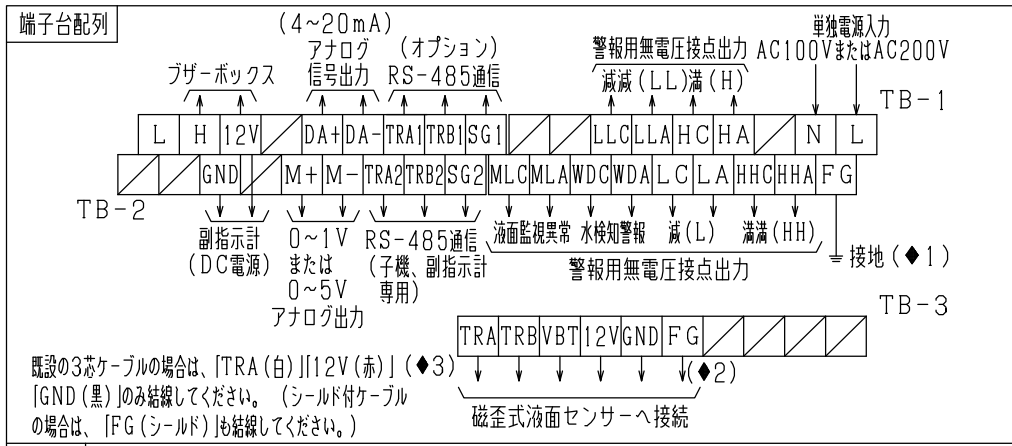 端子台配列
(4~20mA)
アナログ
信号出力
(オプション)
RS-485通信
ブザーボックス
警報用無電圧接点出力
減減(LL)満(H)
単独電源入力
AC100VまたはAC200V
TB-1
L H 12V DA+ DA- TRA1 TRB1 SG1 LLC LLA HC HA N L
GND M+ M- TRA2 TRB2 SG2 MLC MLA WDC WDA LC LA HHC HHA FG
TB-2
副指示計
(DC電源)
0~1V
または
0~5V
アナログ出力
RS-485通信
(子機、副指示計
専用)
液面監視異常 水検知警報 減(L) 満満(HH)
警報用無電圧接点出力
接地(◆1)
TB-3
TRA TRB VBT 12V GND FG
(◆2)
磁歪式液面センサーへ接続
既設の3芯ケーブルの場合は、「TRA(白)」「12V(赤)」(◆3)
「GND(黒)」のみ結線してください。 (シールド付ケーブル
の場合は、「FG(シールド)」も結線してください。)